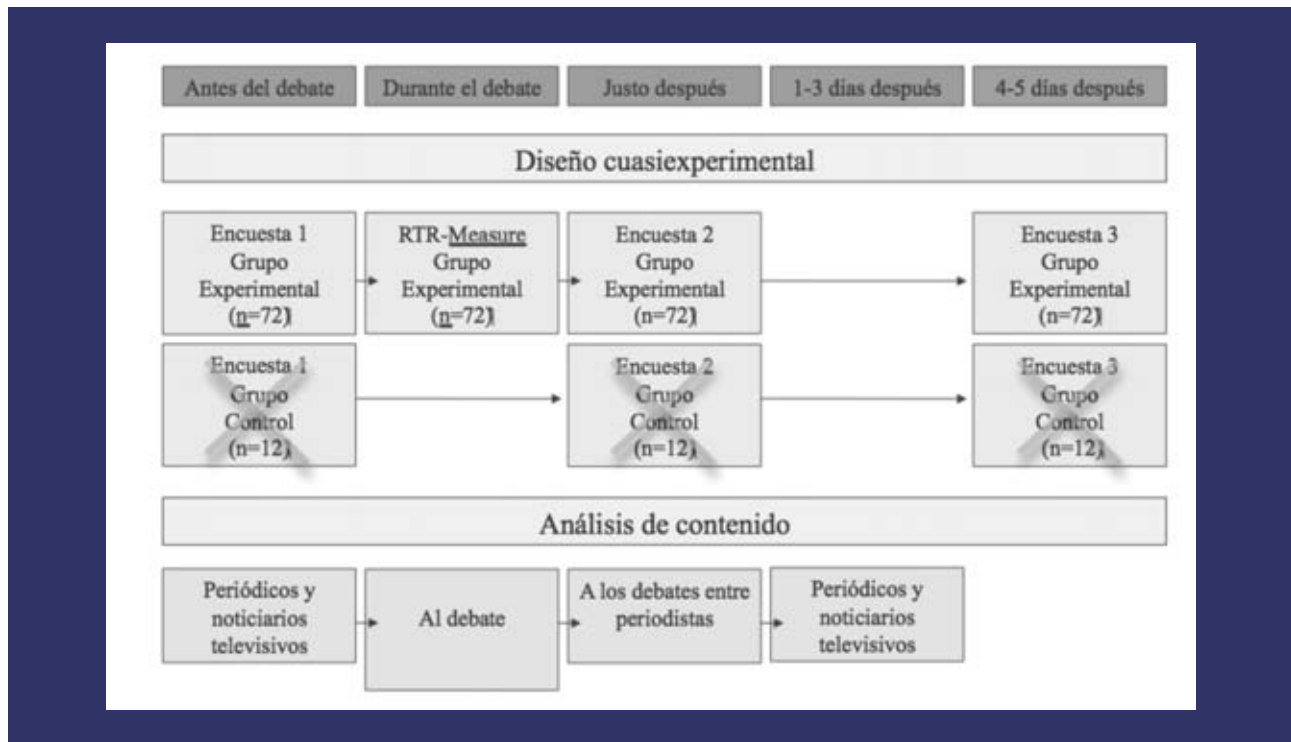 Antes del debate
Durante el debate
Justo después
1-3 días después
4-5 días después
Diseño cuasiexperimental
Encuesta 1
Grupo
Experimental
(n=72)
RTR-Measure
Grupo
Experimental
(n=72)
Encuesta 2
Grupo
Experimental
(n=72)
Encuesta 3
Grupo
Experimental
(n=72)
Encuesta 1
Grupo
Control
(n=12)
Encuesta 2
Grupo
Control
(n=12)
Encuesta 3
Grupo
Control
(n=12)
Análisis de contenido
Periódicos y
noticiarios
televisivos
Al debate
A los debates entre
periodistas
Periódicos y
noticiarios
televisivos